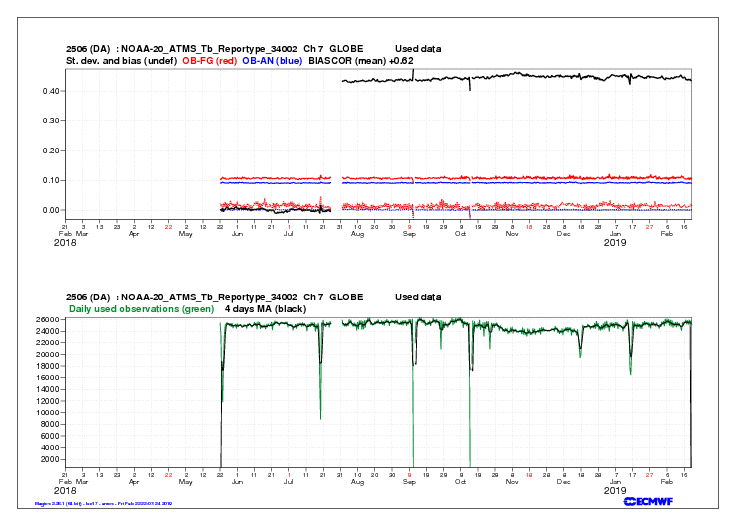 2506 (DA) : NOAA-20_ATMS_Tb_Reportype_34002 Ch 7 GLOBE Used data
St. dev. and bias (undef) OB-FG (red) OB-AN (blue) BIASCOR (mean) +0.62
0.40
0.30
0.20
0.10
0.00
21 3 13 23 2 12 22 2 12 22 1 11 21 1 11 21 31 10 20 30 9 19 29 9 19 29 8 18 28 8 18 28 7 17 27 6 16
Feb Mar Apr May Jun Jul Aug Sep Oct Nov Dec Jan Feb
2018 2019
2506 (DA) : NOAA-20_ATMS_Tb_Reportype_34002 Ch 7 GLOBE Used data
Daily used observations (green) 4 days MA (black)
26000
24000
22000
20000
18000
16000
14000
12000
10000
8000
6000
4000
2000
21 3 13 23 2 12 22 2 12 22 1 11 21 1 11 21 31 10 20 30 9 19 29 9 19 29 8 18 28 8 18 28 7 17 27 6 16
Feb Mar Apr May Jun Jul Aug Sep Oct Nov Dec Jan Feb
2018 2019
ECMWF